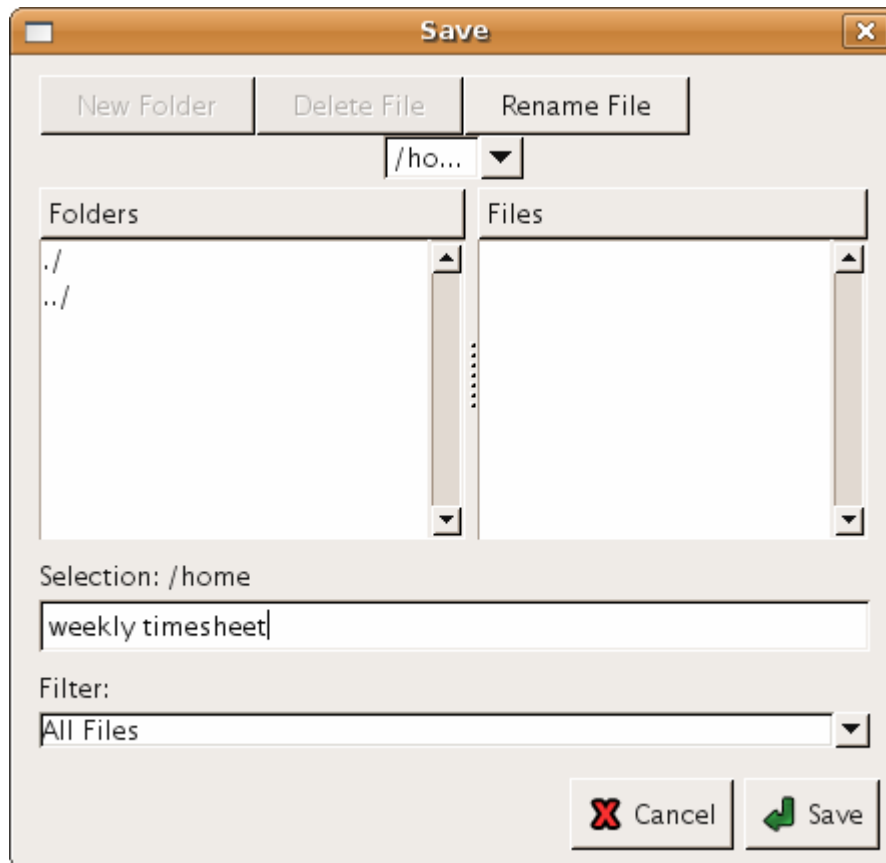 Save
New Folder Delete File Rename File
/ho...
Folders Files
./
../
Selection: /home
weekly timesheet
Filter:
All Files
Cancel Save